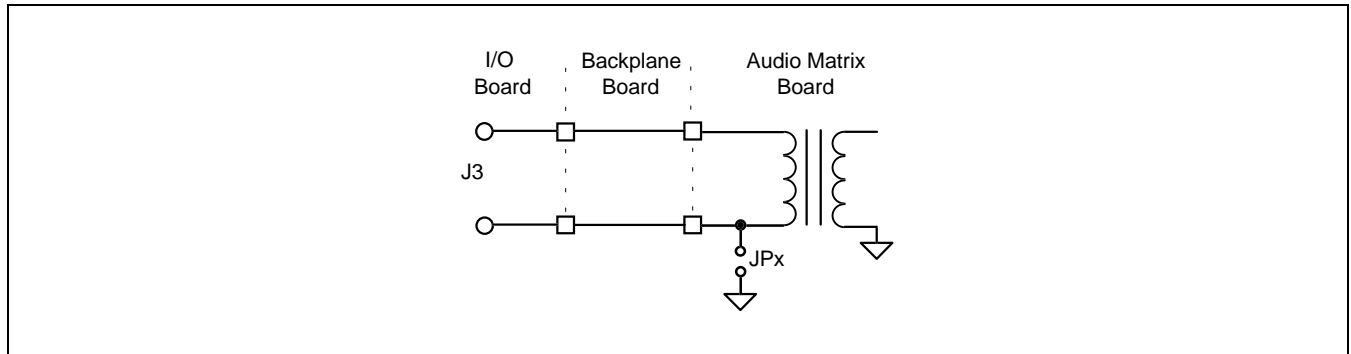 I/O
Board
Backplane
Board
Audio Matrix
Board
J3
JPx